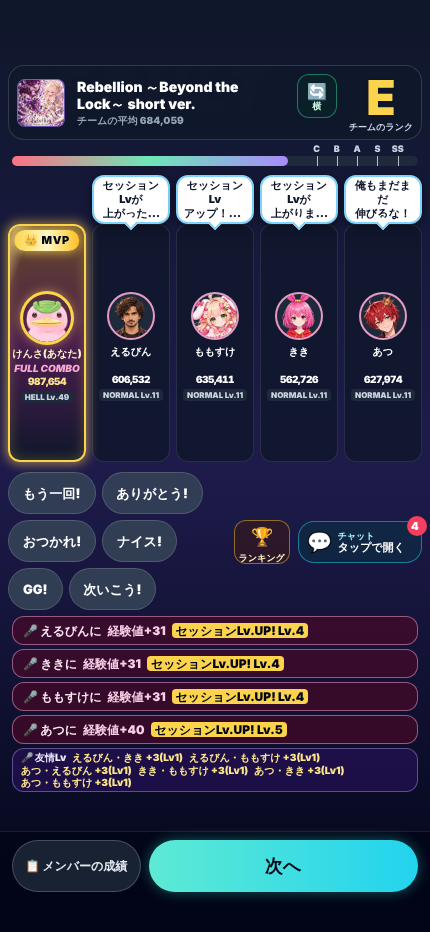 Rebellion ～Beyond the
Lock～ short ver.
チームの平均 684,059
横
E
チームのランク
C B A S SS
セッション
Lvが
上がった...
セッション
Lv
アップ！...
セッション
Lvが
上がりま...
俺もまだま
だ
伸びるな！
MVP
けんさ(あなた)
FULL COMBO
987,654
HELL Lv.49
えるびん
606,532
NORMAL Lv.11
ももすけ
635,411
NORMAL Lv.11
きき
562,726
NORMAL Lv.11
あつ
627,974
NORMAL Lv.11
もう一回!
ありがとう!
おつかれ!
ナイス!
ランキング
チャット
タップで開く
4
GG!
次いこう!
えるびんに 経験値+31 セッションLv.UP! Lv.4
ききに 経験値+31 セッションLv.UP! Lv.4
ももすけに 経験値+31 セッションLv.UP! Lv.4
あつに 経験値+40 セッションLv.UP! Lv.5
友情Lv えるびん・きき +3(Lv1) えるびん・ももすけ +3(Lv1)
あつ・えるびん +3(Lv1) きき・ももすけ +3(Lv1) あつ・きき +3(Lv1)
あつ・ももすけ +3(Lv1)
メンバーの成績
次へ